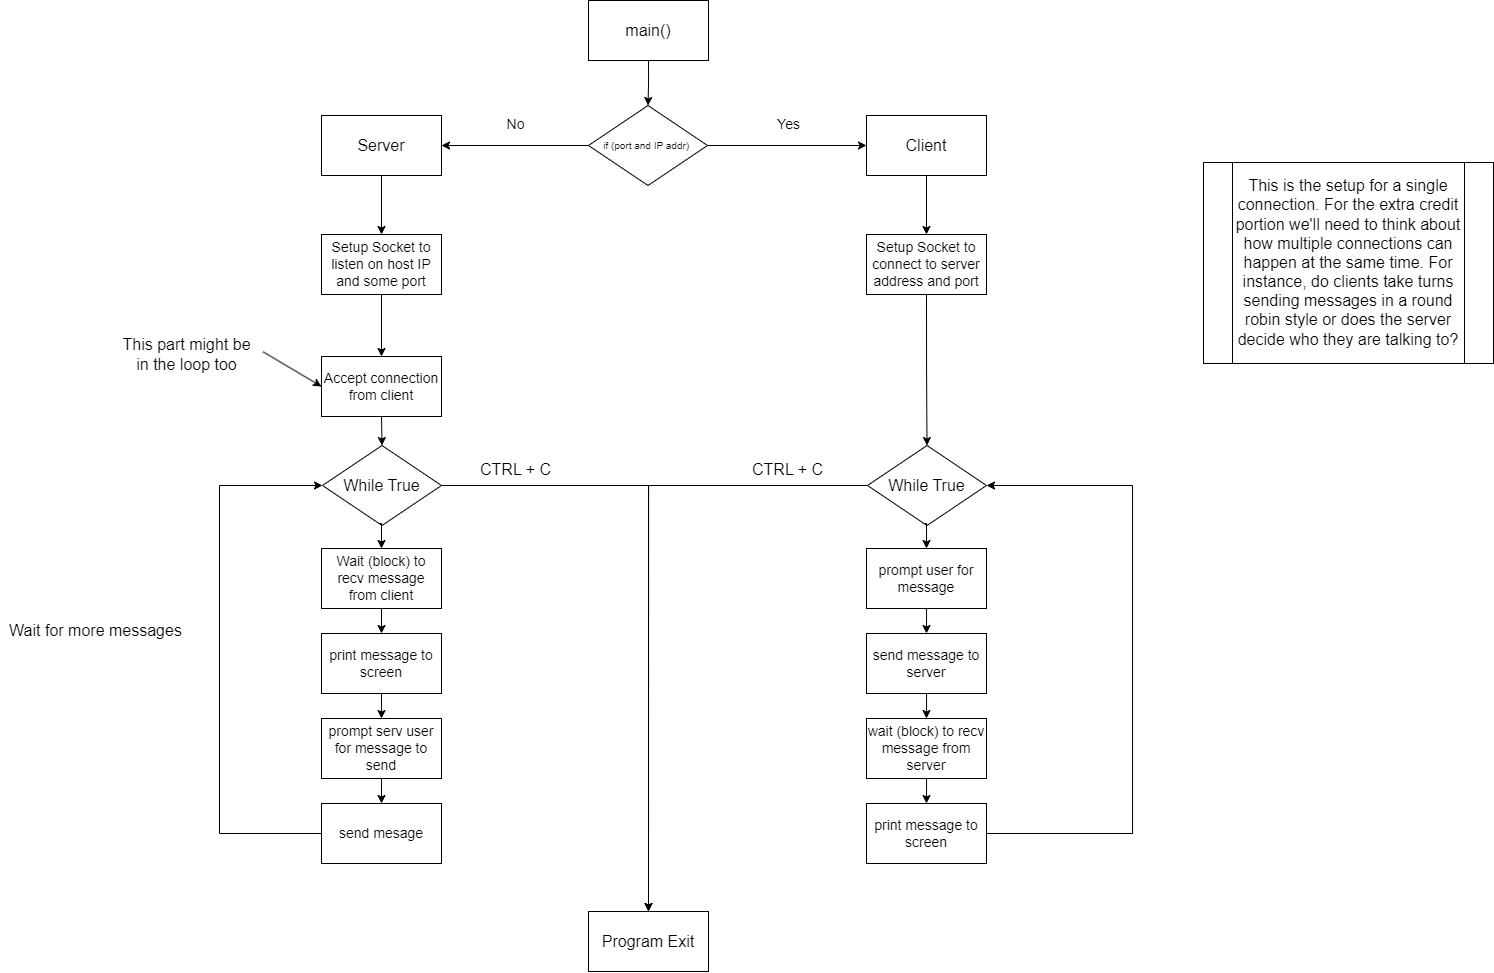 main()
No
Yes
Server
if (port and IP addr)
Client
This is the setup for a single
connection. For the extra credit
portion we'll need to think about
how multiple connections can
happen at the same time. For
instance, do clients take turns
sending messages in a round
robin style or does the server
decide who they are talking to?
Setup Socket to
listen on host IP
and some port
Setup Socket to
connect to server
address and port
This part might be
in the loop too
Accept connection
from client
While True
CTRL + C
CTRL + C
While True
Wait (block) to
recv message
from client
prompt user for
message
Wait for more messages
print message to
screen
send message to
server
prompt serv user
for message to
send
wait (block) to recv
message from
server
send mesage
print message to
screen
Program Exit